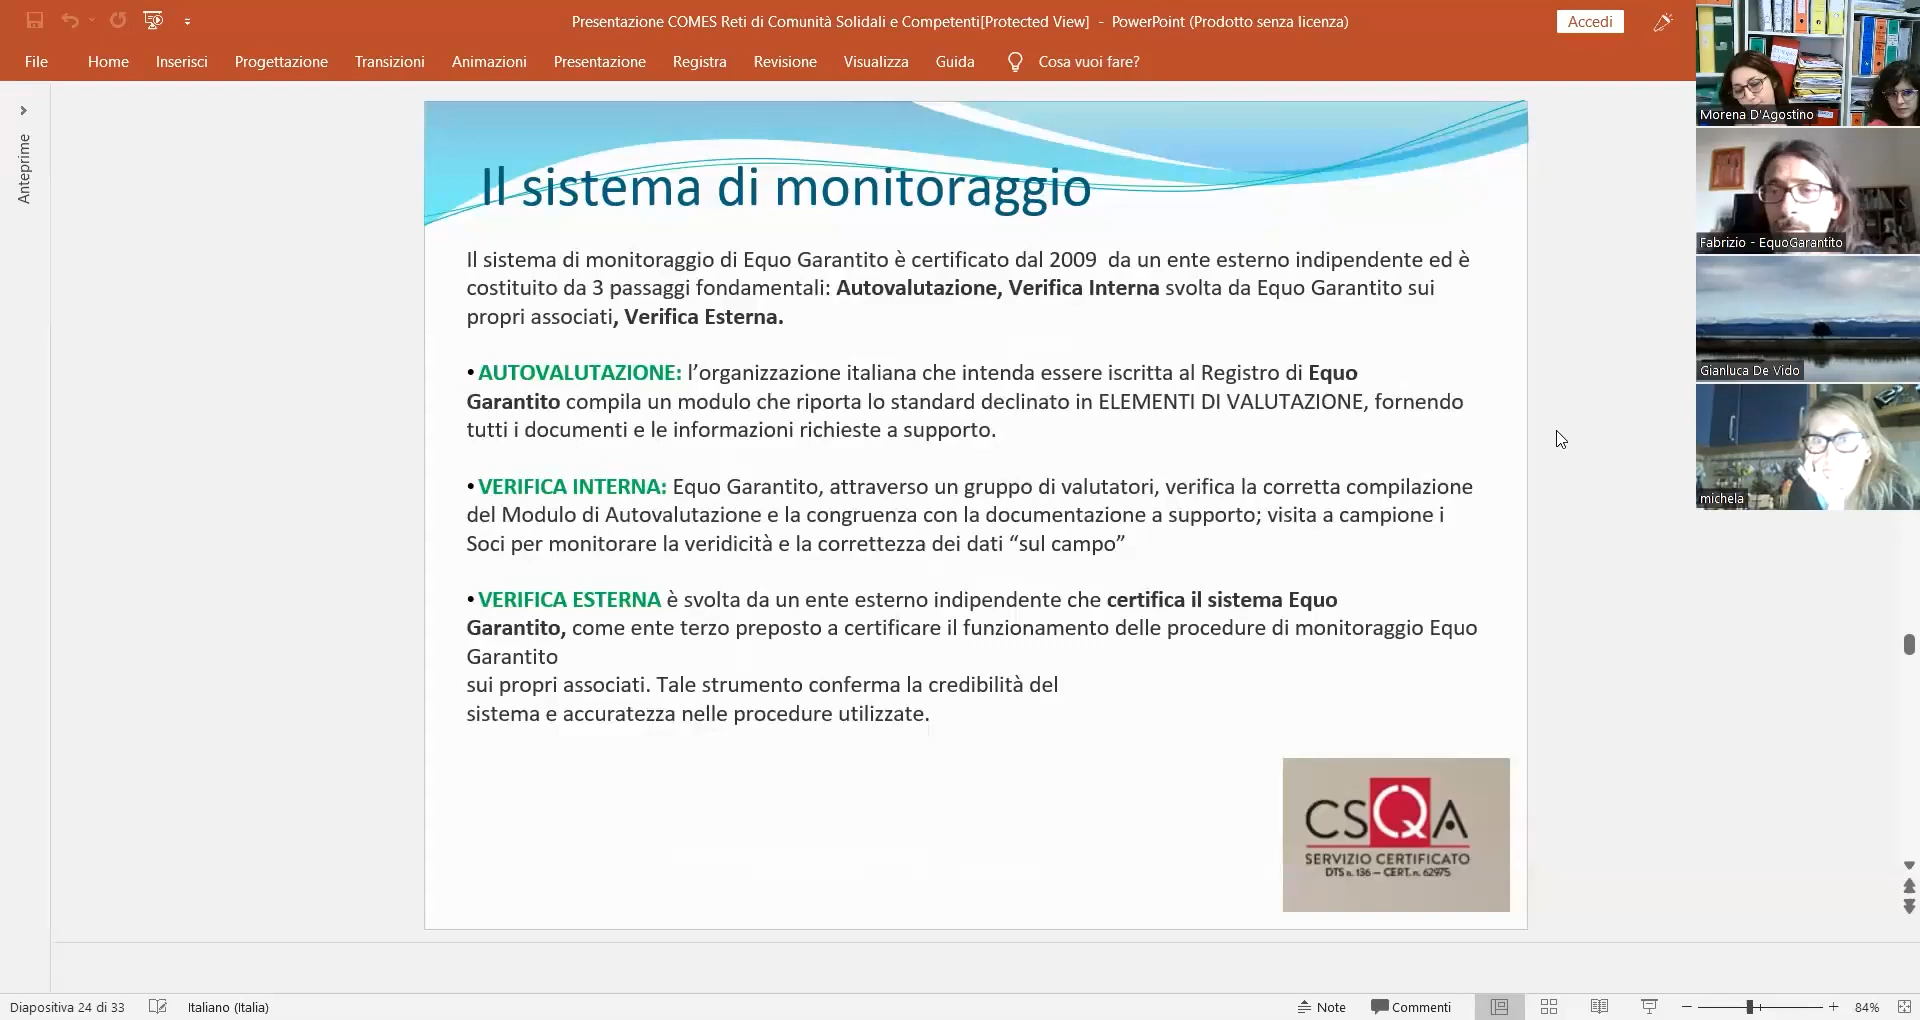 Presentazione COMES Reti di Comunità Solidali e Competenti[Protected View] - PowerPoint (Prodotto senza licenza)
Accedi
File Home Inserisci Progettazione Transizioni Animazioni Presentazione Registra Revisione Visualizza Guida Cosa vuoi fare?
Anteprime
Il sistema di monitoraggio
Il sistema di monitoraggio di Equo Garantito è certificato dal 2009 da un ente esterno indipendente ed è
costituito da 3 passaggi fondamentali: Autovalutazione, Verifica Interna svolta da Equo Garantito sui
propri associati, Verifica Esterna.
• AUTOVALUTAZIONE: l’organizzazione italiana che intenda essere iscritta al Registro di Equo
Garantito compila un modulo che riporta lo standard declinato in ELEMENTI DI VALUTAZIONE, fornendo
tutti i documenti e le informazioni richieste a supporto.
• VERIFICA INTERNA: Equo Garantito, attraverso un gruppo di valutatori, verifica la corretta compilazione
del Modulo di Autovalutazione e la congruenza con la documentazione a supporto; visita a campione i
Soci per monitorare la veridicità e la correttezza dei dati “sul campo”
• VERIFICA ESTERNA è svolta da un ente esterno indipendente che certifica il sistema Equo
Garantito, come ente terzo preposto a certificare il funzionamento delle procedure di monitoraggio Equo
Garantito
sui propri associati. Tale strumento conferma la credibilità del
sistema e accuratezza nelle procedure utilizzate.
CSQA
SERVIZIO CERTIFICATO
DTS n. 136 – CERT. n. 62975
Morena D'Agostino
Fabrizio - EquoGarantito
Gianluca De Vido
michela
Diapositiva 24 di 33 Italiano (Italia) Note Commenti 84%